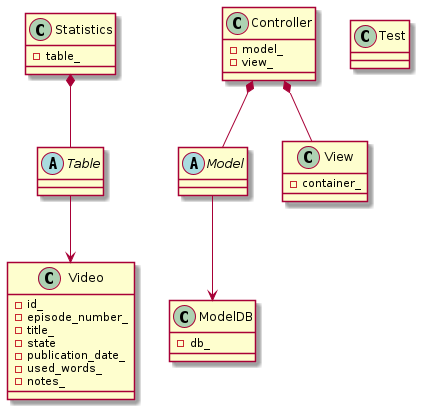 C Statistics
table_
C Controller
model_
view_
C Test
A Table
A Model
C View
container_
C Video
id_
episode_number_
title_
state
publication_date_
used_words_
notes_
C ModelDB
db_